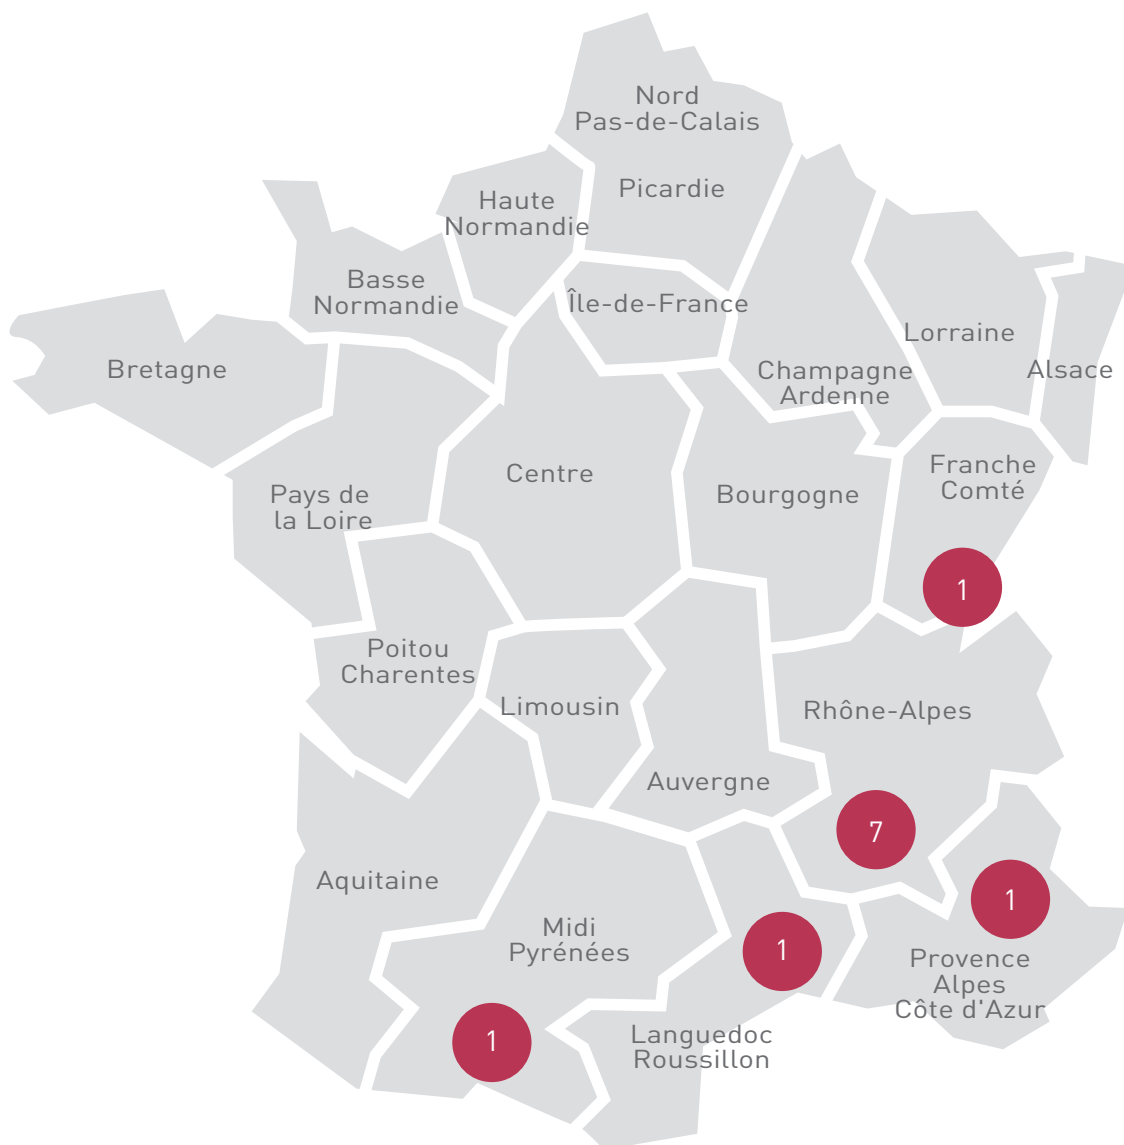 Nord
Pas-de-Calais
Picardie
Haute
Normandie
Basse
Normandie
Île-de-France
Lorraine
Bretagne
Champagne
Ardenne
Alsace
Centre
Franche
Comté
Bourgogne
Pays de
la Loire
1
Poitou
Charentes
Limousin
Rhône-Alpes
Auvergne
7
Aquitaine
1
Midi
Pyrénées
1
Provence
Alpes
Côte d'Azur
1
Languedoc
Roussillon